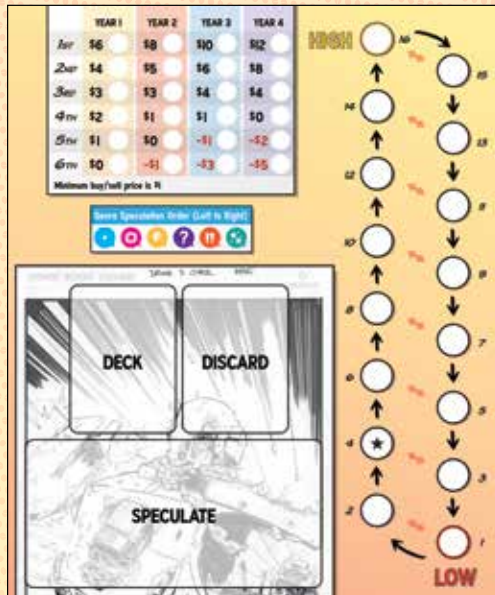 YEAR 1 YEAR 2 YEAR 3 YEAR 4
1ST $6 $8 $10 $12
2ND $4 $5 $6 $8
3RD $3 $3 $4 $4
4TH $2 $1 $1 $0
5TH $1 $0 -$1 -$2
6TH $0 -$1 -$3 -$5
Minimum buy/sell price is $1
Genre Speculation Order (Left to Right)
?
DECK
DISCARD
SPECULATE
HIGH
16
15
14
13
12
10
9
8
7
6
5
4
3
2
1
LOW